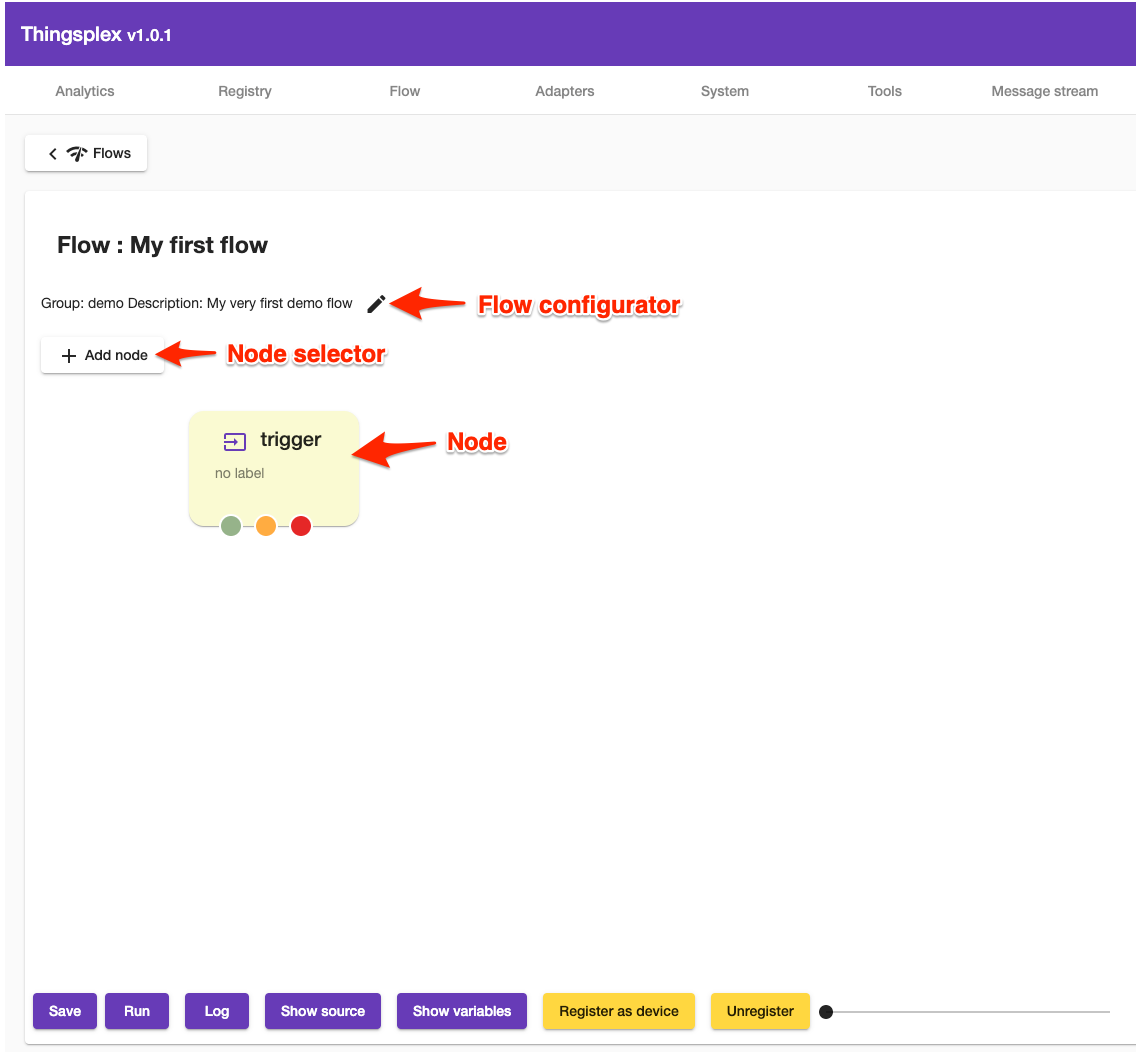 Thingsplex v1.0.1
Analytics Registry Flow Adapters System Tools Message stream
Flows
Flow : My first flow
Group: demo Description: My very first demo flow
Flow configurator
Add node
Node selector
trigger
Node
no label
Save Run Log Show source Show variables Register as device Unregister